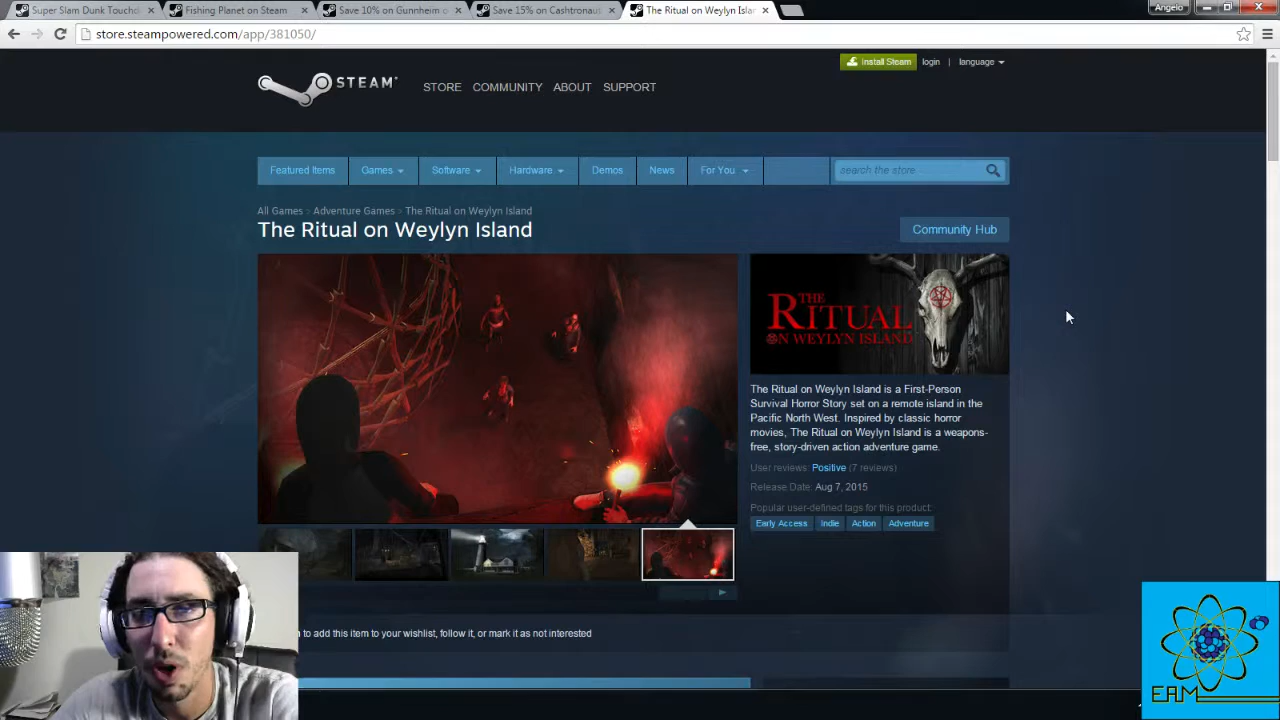 Super Slam Dunk Touchdo
Fishing Planet on Steam
Save 10% on Gunnheim o
Save 15% on Cashtronaut
The Ritual on Weylyn Islan
Angelo
store.steampowered.com/app/381050/
Install Steam login | language
STEAM
STORE COMMUNITY ABOUT SUPPORT
Featured Items Games Software Hardware Demos News For You search the store
All Games > Adventure Games > The Ritual on Weylyn Island
The Ritual on Weylyn Island
Community Hub
THE
RITUAL
ON WEYLYN ISLAND
The Ritual on Weylyn Island is a First-Person
Survival Horror Story set on a remote island in the
Pacific North West. Inspired by classic horror
movies, The Ritual on Weylyn Island is a weapons-
free, story-driven action adventure game.
User reviews: Positive (7 reviews)
Release Date: Aug 7, 2015
Popular user-defined tags for this product:
Early Access Indie Action Adventure
to add this item to your wishlist, follow it, or mark it as not interested
EAM